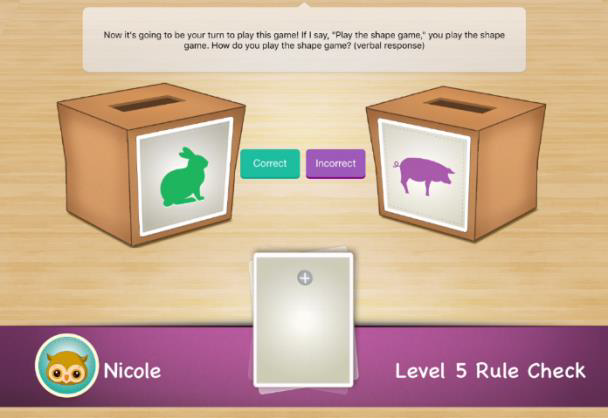 Now it's going to be your turn to play this game! If I say, "Play the shape game," you play the shape
game. How do you play the shape game? (verbal response)
Correct
Incorrect
Nicole
Level 5 Rule Check